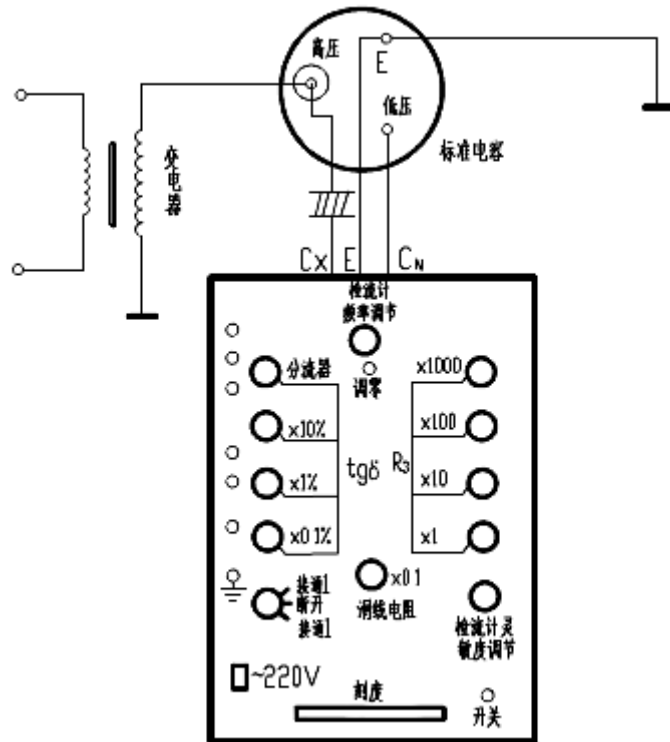 高压
E
低压
标准电容
变电器
Cx E CN
检流计
频率调节
调零
分流器
x10%
x1%
x0 1%
tgδ
R3
x1000
x100
x10
x1
x0 1
滑线电阻
接通1
断开
接通1
检流计灵
敏度调节
~220V
刻度
开关